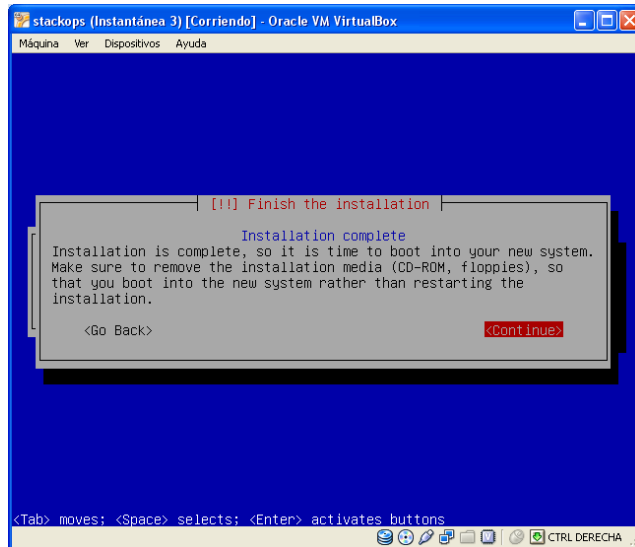 stackops (Instantánea 3) [Corriendo] - Oracle VM VirtualBox
Máquina Ver Dispositivos Ayuda
[!!] Finish the installation
Installation complete
Installation is complete, so it is time to boot into your new system.
Make sure to remove the installation media (CD-ROM, floppies), so
that you boot into the new system rather than restarting the
installation.
<Go Back> <Continue>
<Tab> moves; <Space> selects; <Enter> activates buttons
CTRL DERECHA